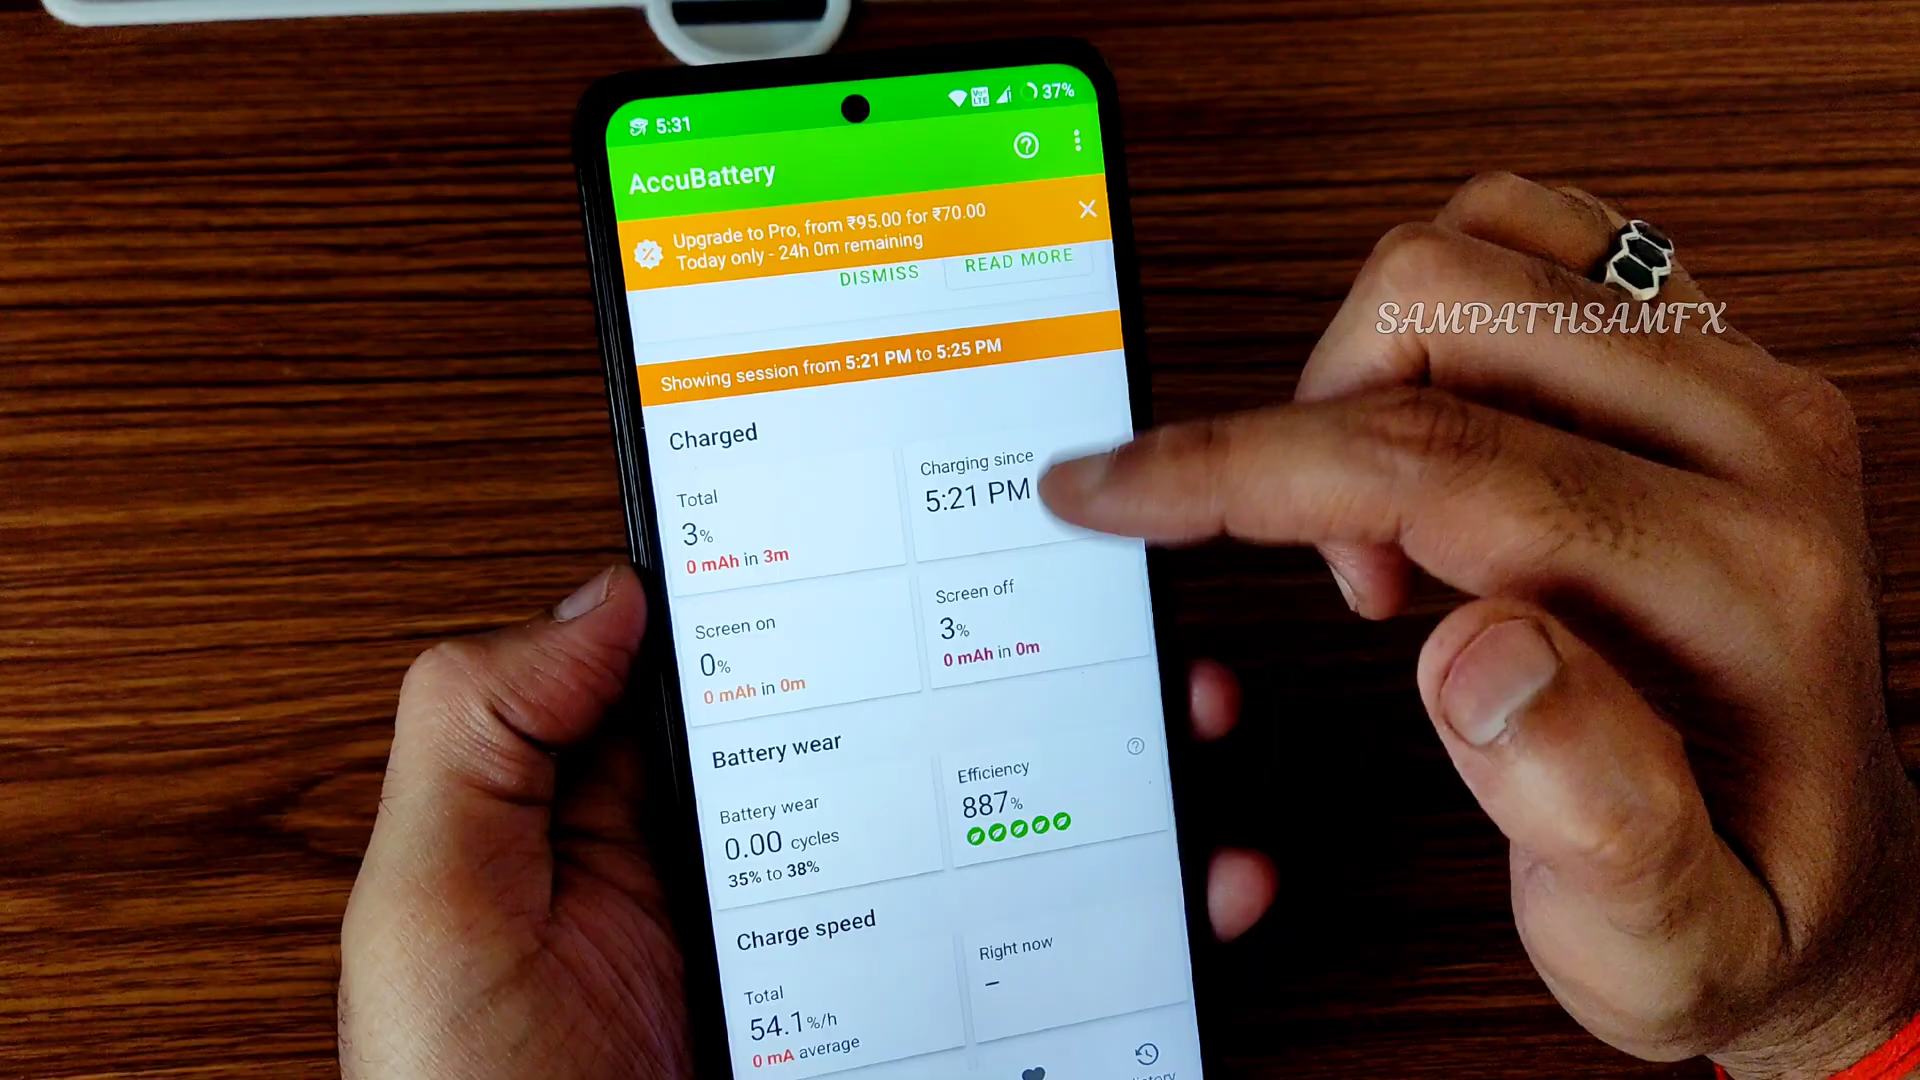 5:31
Vo LTE
37%
AccuBattery
Upgrade to Pro, from ₹95.00 for ₹70.00
Today only - 24h 0m remaining
DISMISS
READ MORE
Showing session from 5:21 PM to 5:25 PM
Charged
Total
3%
0 mAh in 3m
Charging since
5:21 PM
Screen on
0%
0 mAh in 0m
Screen off
3%
0 mAh in 0m
Battery wear
Battery wear
0.00 cycles
35% to 38%
Efficiency
887%
Charge speed
Total
54.1%/h
0 mA average
Right now
–
SAMPATHSAMFX